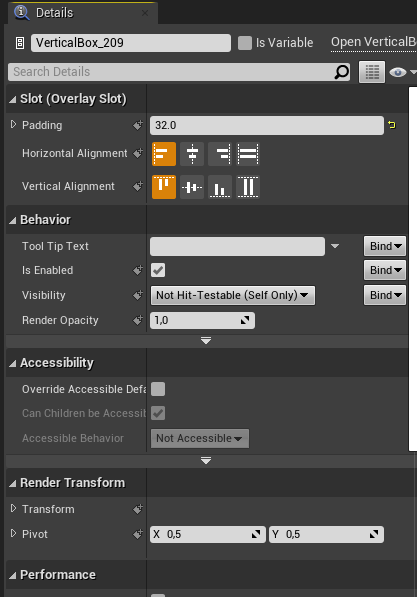 Details
VerticalBox_209 Is Variable Open VerticalB
Search Details
Slot (Overlay Slot)
Padding 32.0
Horizontal Alignment
Vertical Alignment
Behavior
Tool Tip Text Bind
Is Enabled Bind
Visibility Not Hit-Testable (Self Only) Bind
Render Opacity 1,0
Accessibility
Override Accessible Defa
Can Children be Accessib
Accessible Behavior Not Accessible
Render Transform
Transform
Pivot X 0,5 Y 0,5
Performance